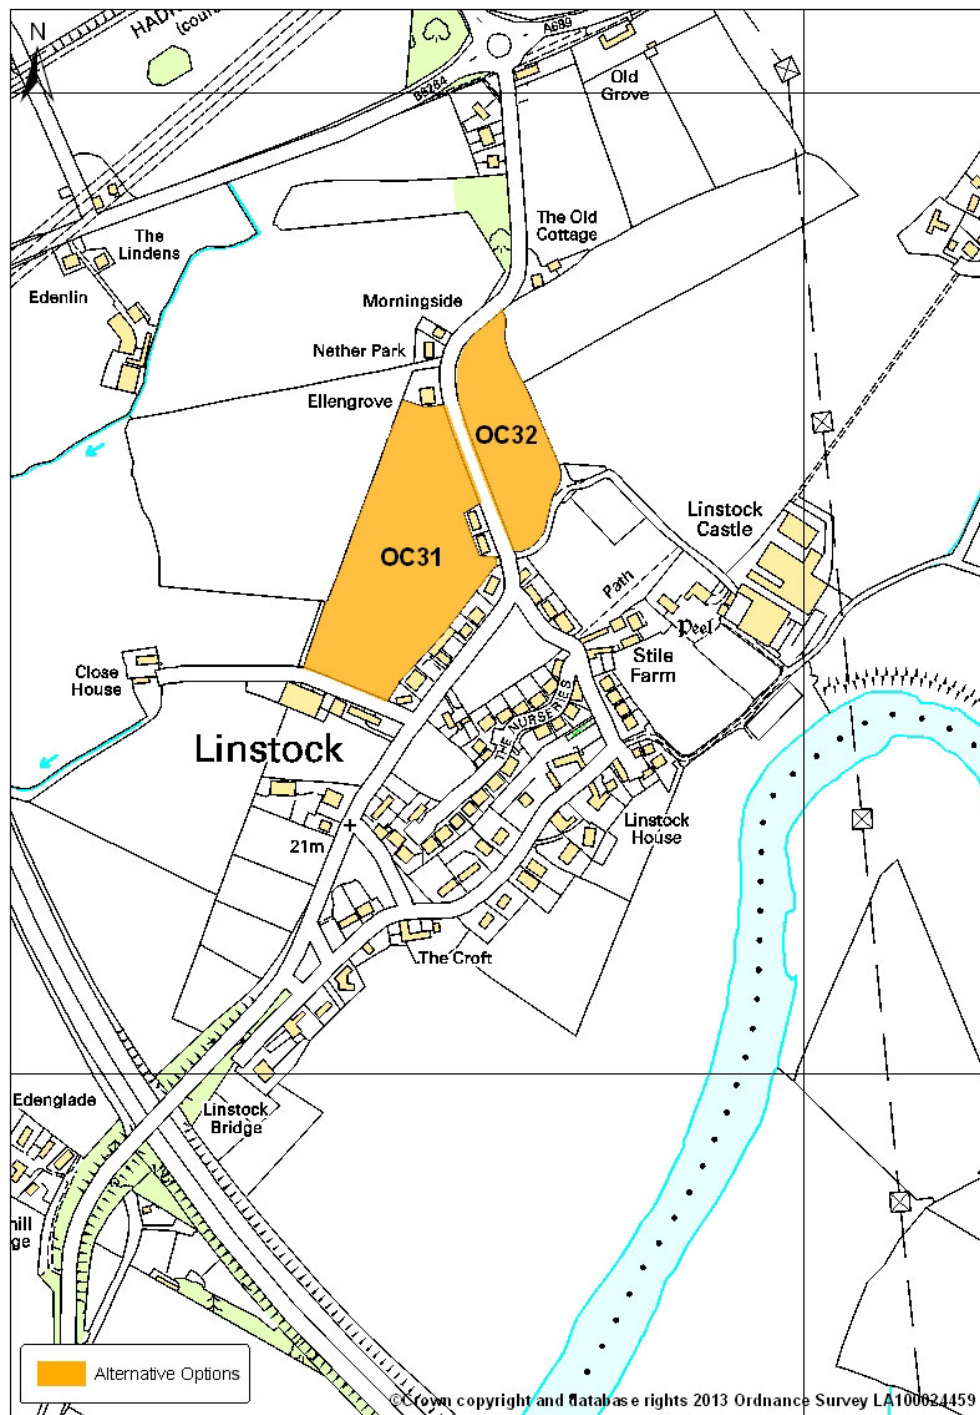 N
A689
B6264
Old
Grove
The Old
Cottage
The
Lindens
Edenlin
Morningside
Nether Park
Ellengrove
OC32
OC31
Linstock
Castle
Path
Peel
Stile
Farm
Close
House
THE NURSERIES
Linstock
Linstock
House
21m
The Croft
Edenglade
Linstock
Bridge
Alternative Options
©Crown copyright and database rights 2013 Ordnance Survey LA100024459